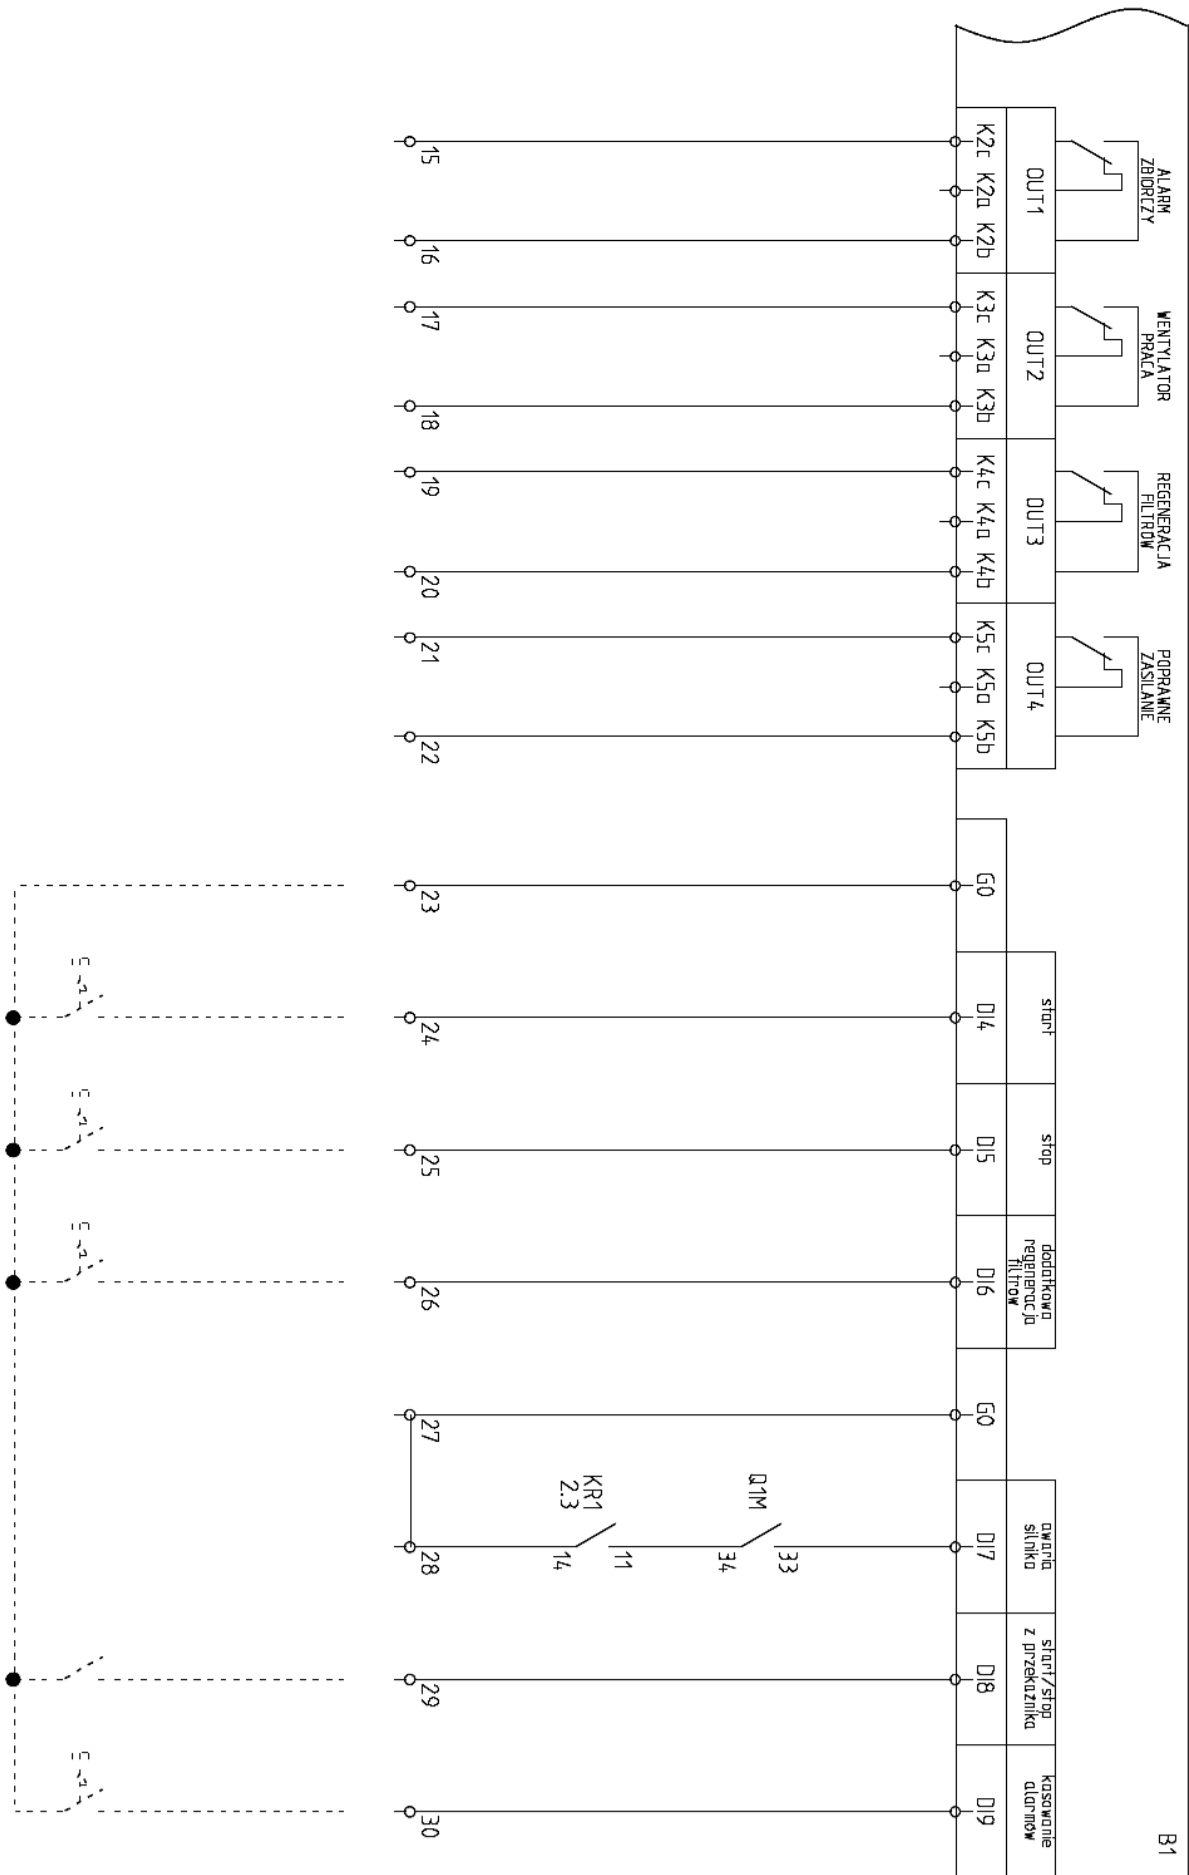 ALARM
ZBIORCZY
WENTYLATOR
PRACA
REGENERACJA
FILTRÓW
POPRAWNE
ZASILANIE
B1
OUT1
OUT2
OUT3
OUT4
start
stop
dodatkowa
regeneracja
filtrów
awaria
silnika
start/stop
z przekaźnika
kasowanie
alarmów
K2c K2a K2b
K3c K3a K3b
K4c K4a K4b
K5c K5a K5b
G0
DI4
DI5
DI6
G0
DI7
DI8
DI9
Q1M
33
34
KR1
2.3
11
14
15
16
17
18
19
20
21
22
23
24
25
26
27
28
29
30